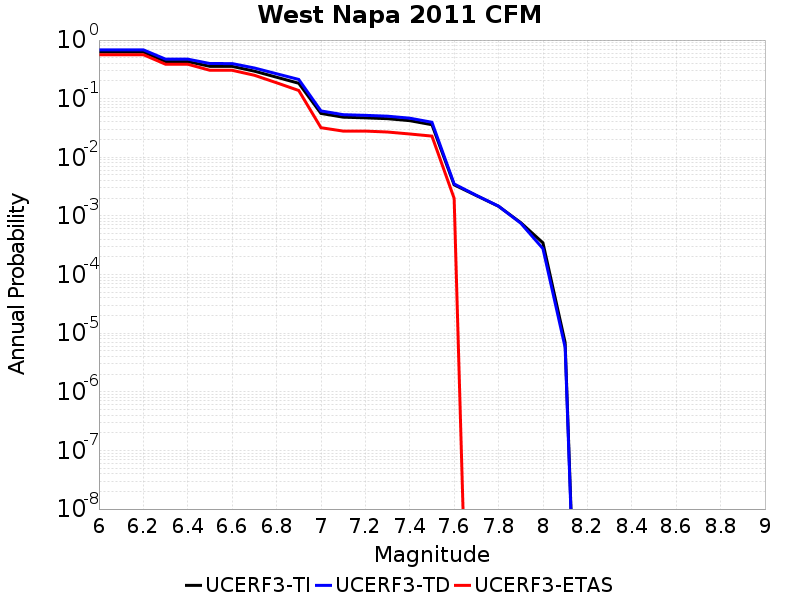 West Napa 2011 CFM
Annual Probability
10^0
10^-1
10^-2
10^-3
10^-4
10^-5
10^-6
10^-7
10^-8
6 6.2 6.4 6.6 6.8 7 7.2 7.4 7.6 7.8 8 8.2 8.4 8.6 8.8 9
Magnitude
UCERF3-TI UCERF3-TD UCERF3-ETAS